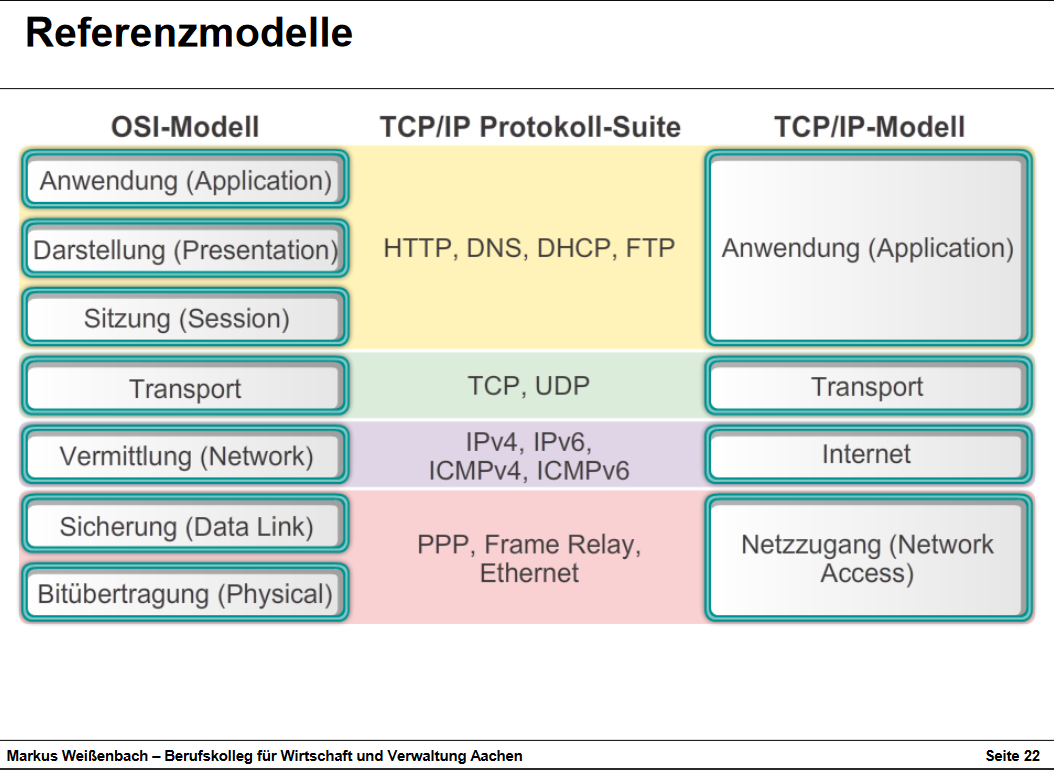 Referenzmodelle
OSI-Modell
TCP/IP Protokoll-Suite
TCP/IP-Modell
Anwendung (Application)
Darstellung (Presentation)
Sitzung (Session)
HTTP, DNS, DHCP, FTP
Anwendung (Application)
Transport
TCP, UDP
Transport
Vermittlung (Network)
IPv4, IPv6,
ICMPv4, ICMPv6
Internet
Sicherung (Data Link)
Bitübertragung (Physical)
PPP, Frame Relay,
Ethernet
Netzzugang (Network
Access)
Markus Weißenbach – Berufskolleg für Wirtschaft und Verwaltung Aachen
Seite 22